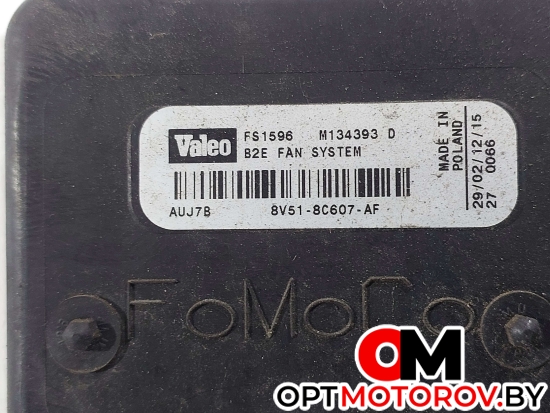 Valeo FS1596 M134393 D
B2E FAN SYSTEM
AUJ7B 8V51-8C607-AF
MADE IN
POLAND
29/02/12/15
27 0066
FoMoCo
OM
OPTMOTOROV.BY